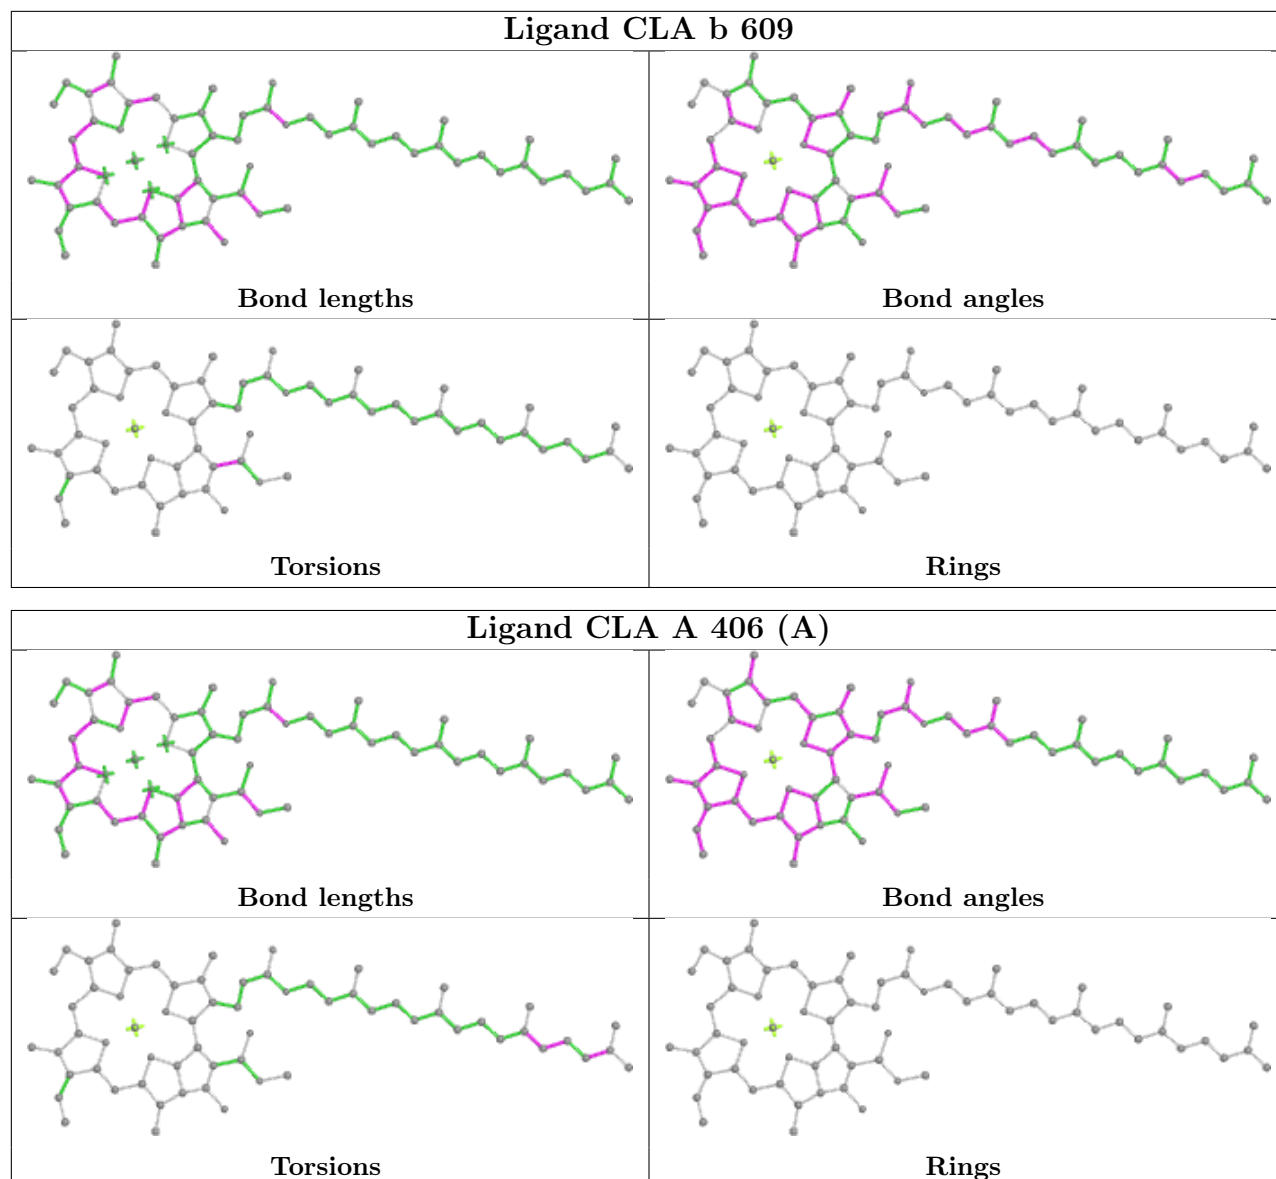 Ligand CLA b 609
Bond lengths
Bond angles
Torsions
Rings
Ligand CLA A 406 (A)
Bond lengths
Bond angles
Torsions
Rings